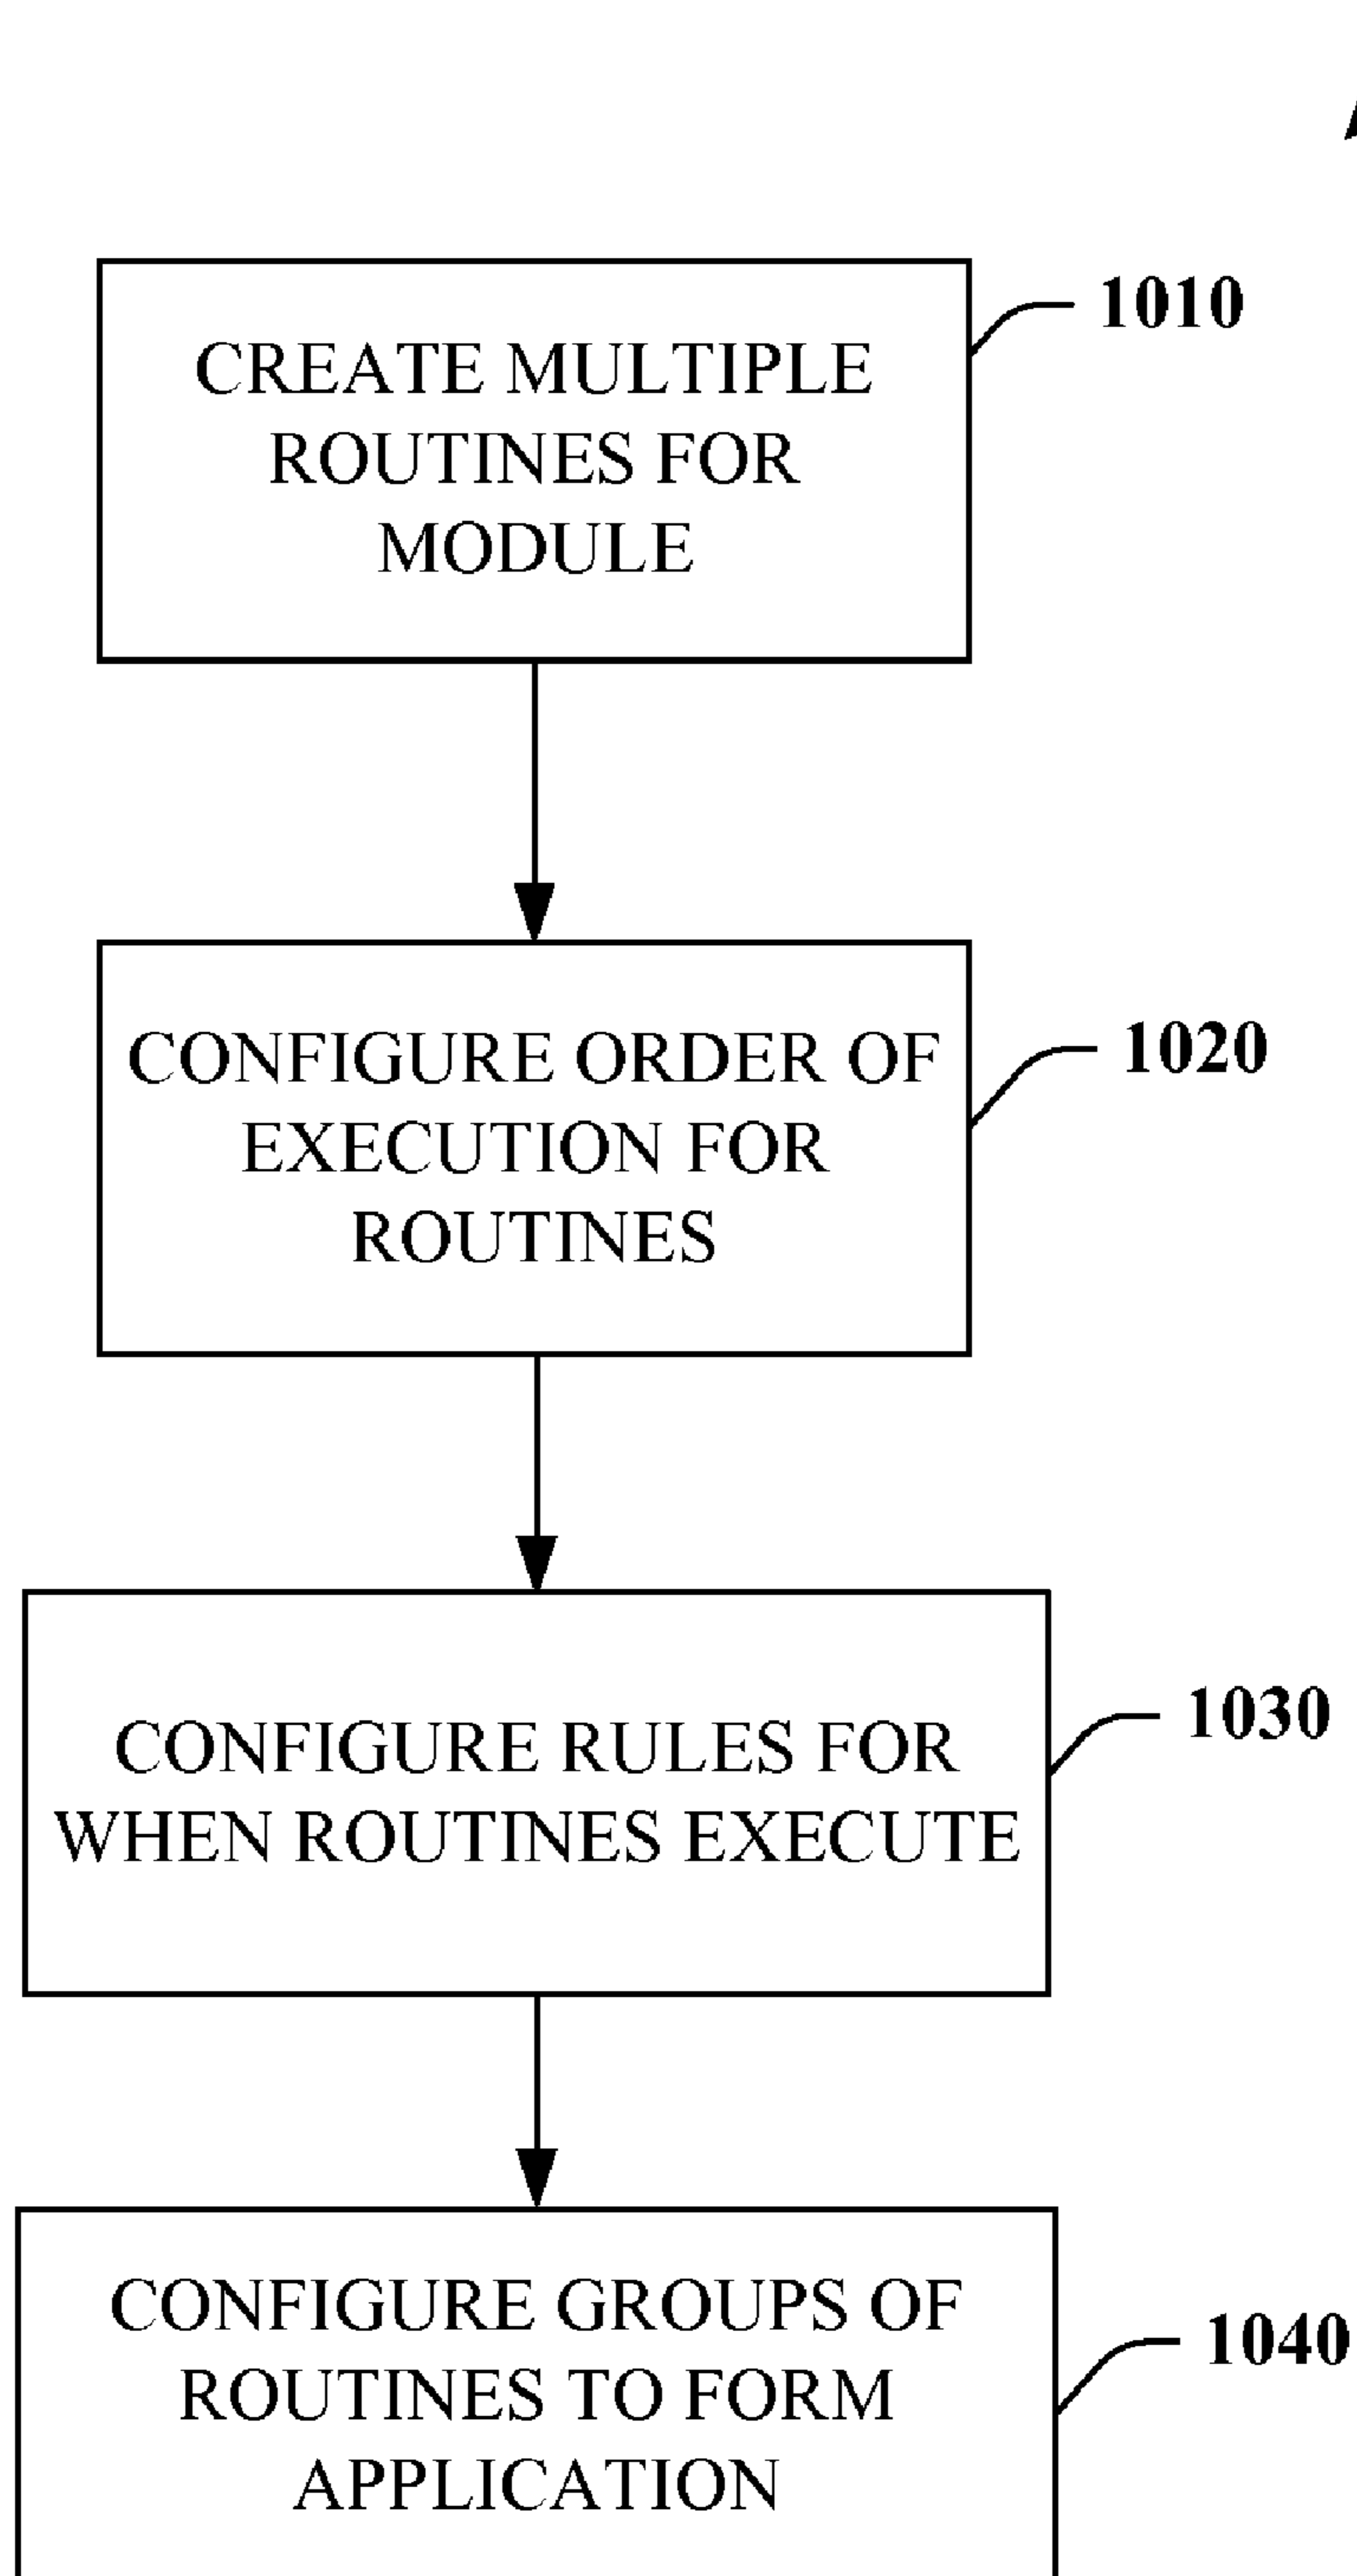 CREATE MULTIPLE
ROUTINES FOR
MODULE
1010
CONFIGURE ORDER OF
EXECUTION FOR
ROUTINES
1020
CONFIGURE RULES FOR
WHEN ROUTINES EXECUTE
1030
CONFIGURE GROUPS OF
ROUTINES TO FORM
APPLICATION
1040